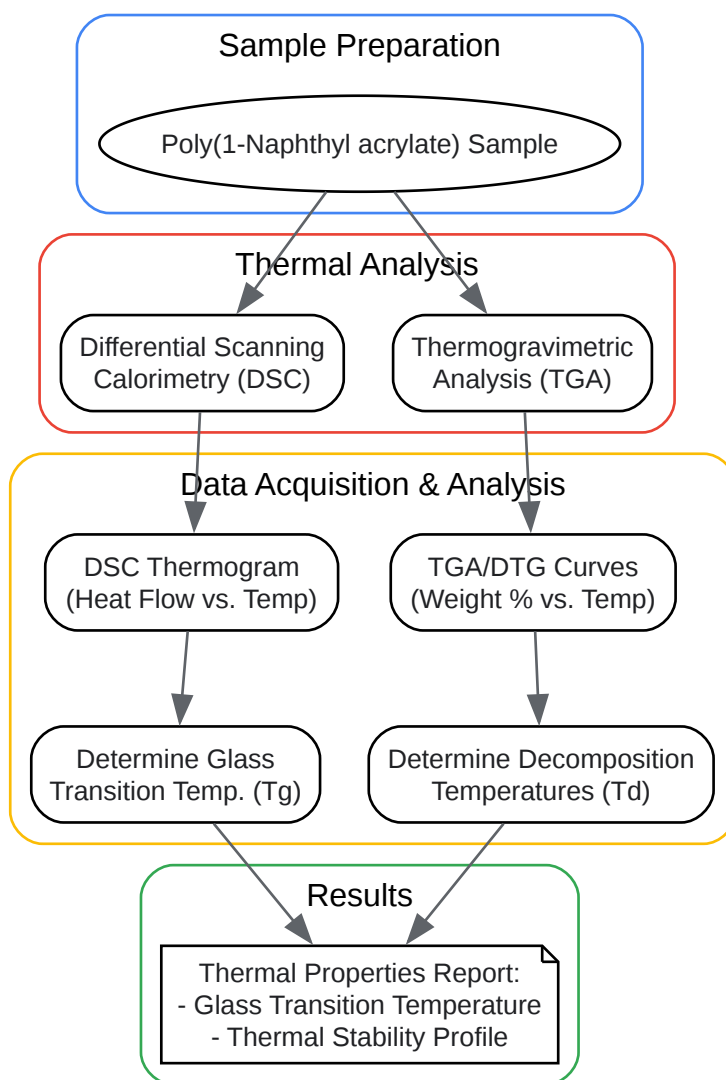 Sample Preparation
Poly(1-Naphthyl acrylate) Sample
Thermal Analysis
Differential Scanning
Calorimetry (DSC)
Thermogravimetric
Analysis (TGA)
Data Acquisition & Analysis
DSC Thermogram
(Heat Flow vs. Temp)
TGA/DTG Curves
(Weight % vs. Temp)
Determine Glass
Transition Temp. (Tg)
Determine Decomposition
Temperatures (Td)
Results
Thermal Properties Report:
- Glass Transition Temperature
- Thermal Stability Profile